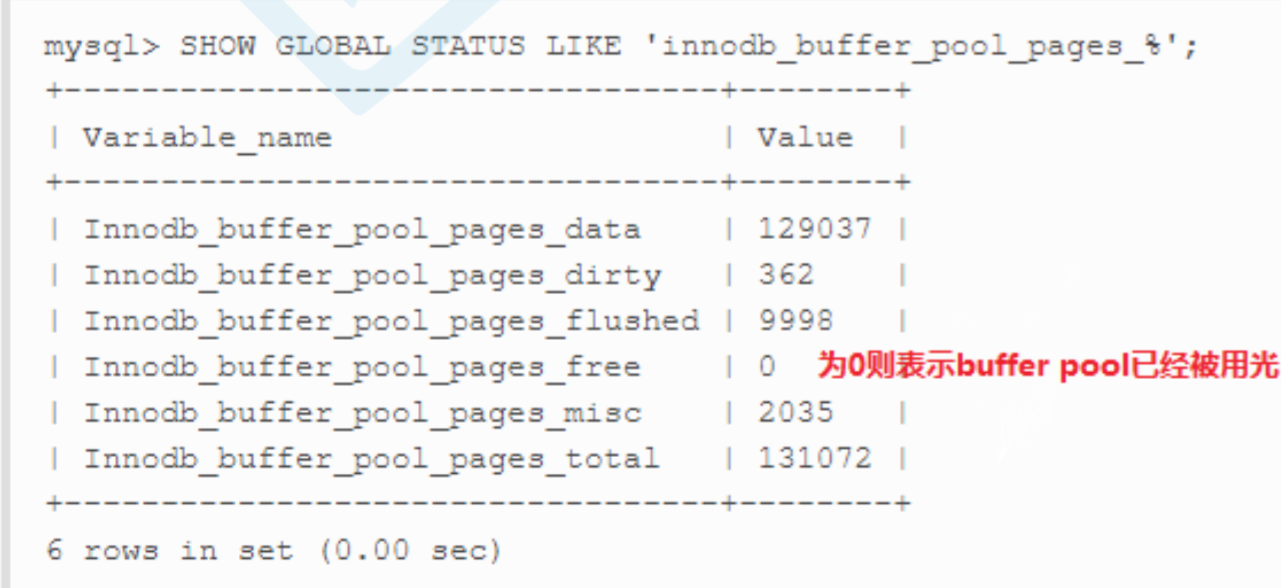 mysql> SHOW GLOBAL STATUS LIKE 'innodb_buffer_pool_pages_%';
+----------------------------------+--------+
| Variable_name                    | Value  |
+----------------------------------+--------+
| Innodb_buffer_pool_pages_data    | 129037 |
| Innodb_buffer_pool_pages_dirty   | 362    |
| Innodb_buffer_pool_pages_flushed | 9998   |
| Innodb_buffer_pool_pages_free    | 0 为0则表示buffer pool已经被用光
| Innodb_buffer_pool_pages_misc    | 2035   |
| Innodb_buffer_pool_pages_total   | 131072 |
+----------------------------------+--------+
6 rows in set (0.00 sec)